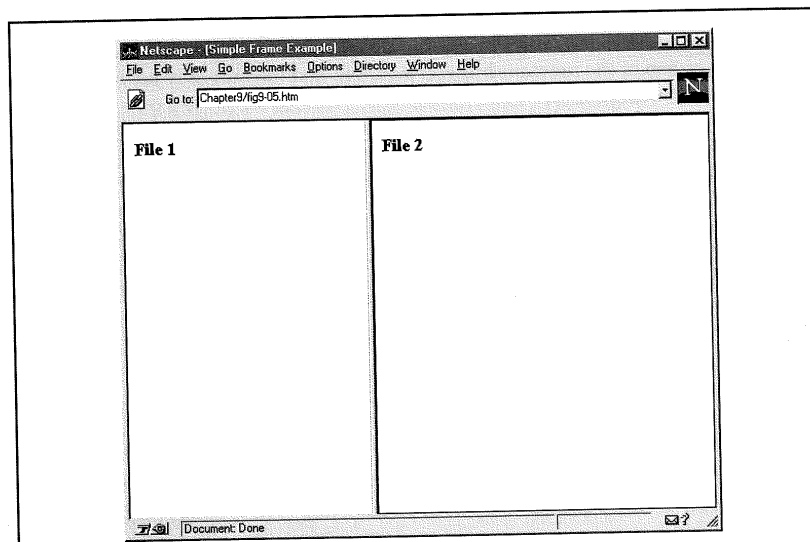 Netscape - [Simple Frame Example]
File Edit View Go Bookmarks Options Directory Window Help
Go to: Chapter9/fig9-05.htm
N
File 1
File 2
Document: Done
?